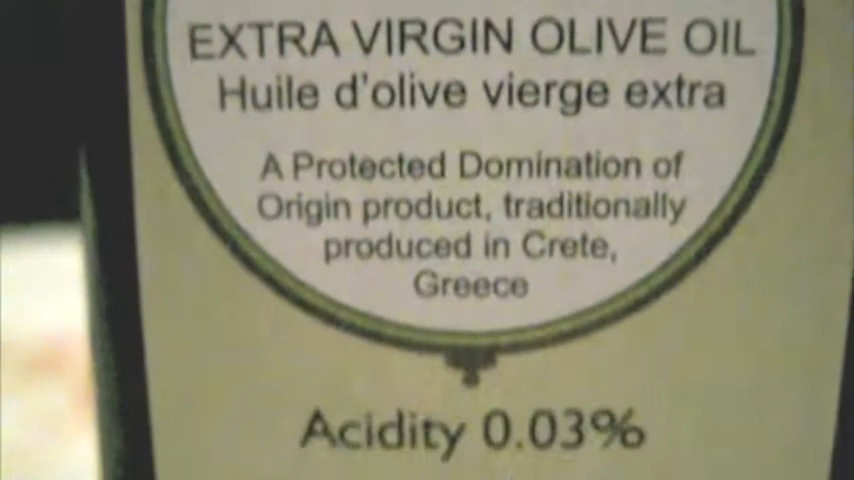 EXTRA VIRGIN OLIVE OIL
Huile d'olive vierge extra
A Protected Domination of
Origin product, traditionally
produced in Crete,
Greece
Acidity 0.03%